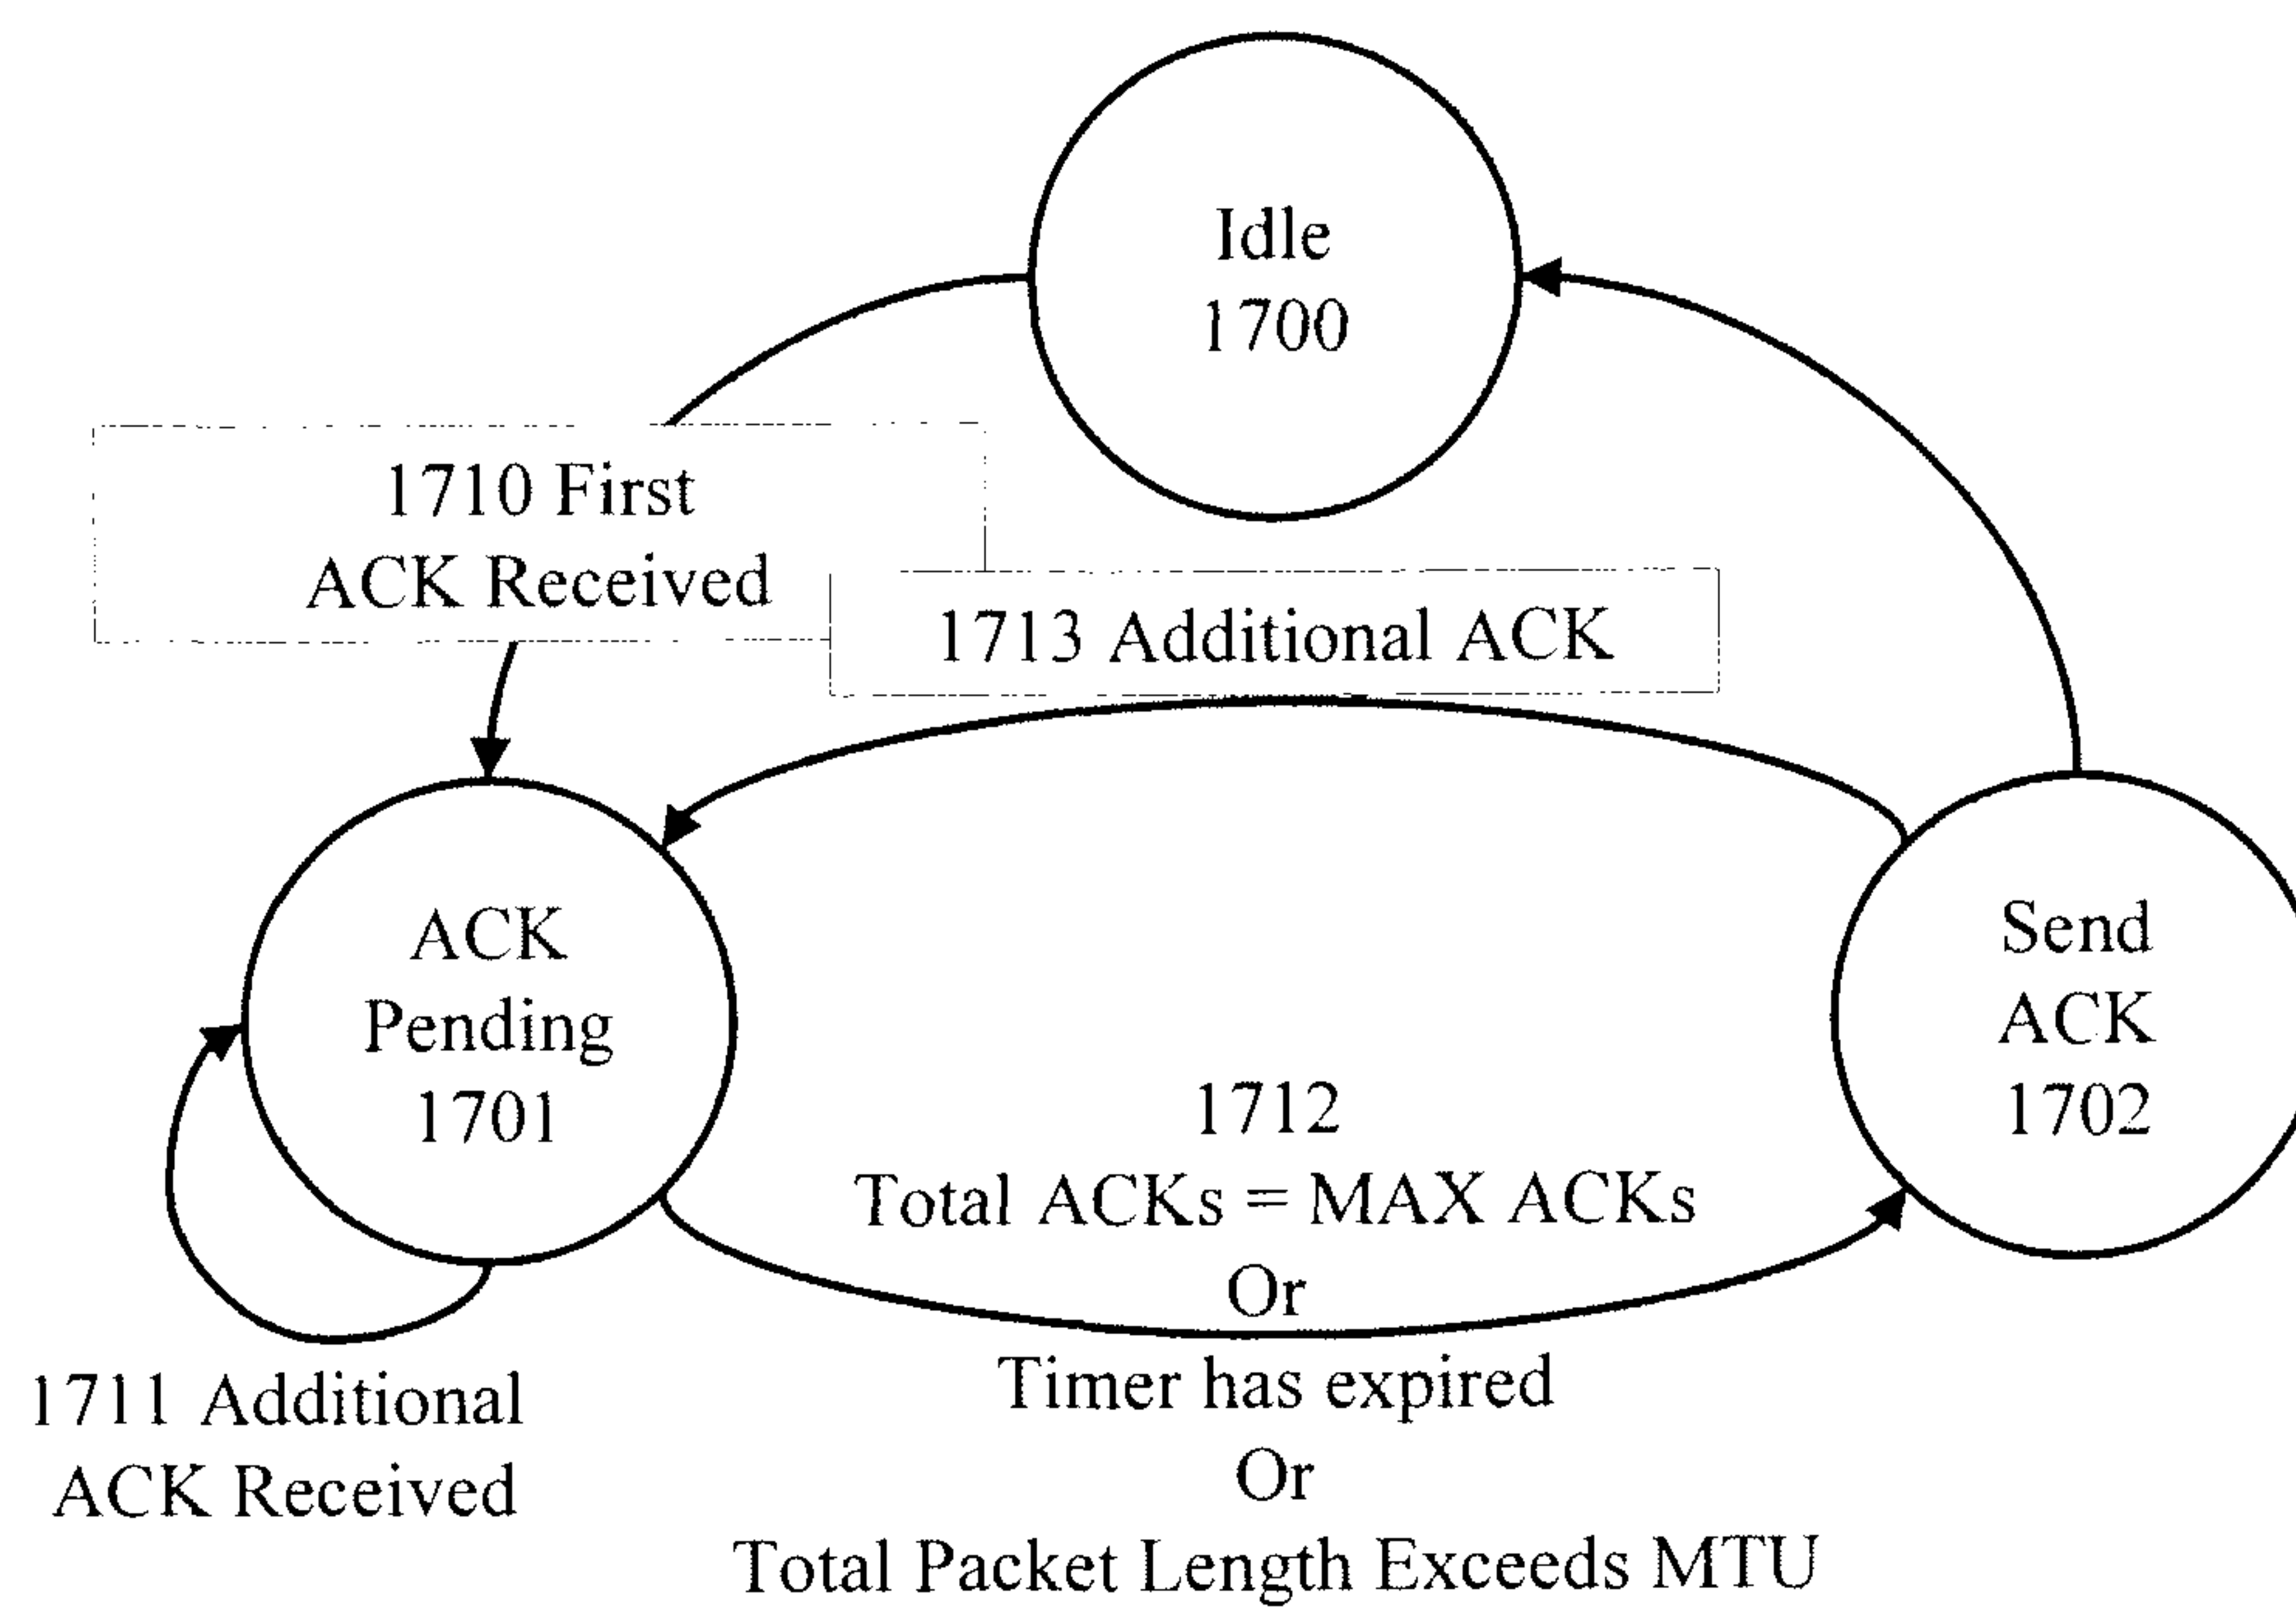 Idle
1700
1710 First
ACK Received
1713 Additional ACK
ACK
Pending
1701
Send
ACK
1702
1712
Total ACKs = MAX ACKs
Or
Timer has expired
Or
Total Packet Length Exceeds MTU
1711 Additional
ACK Received